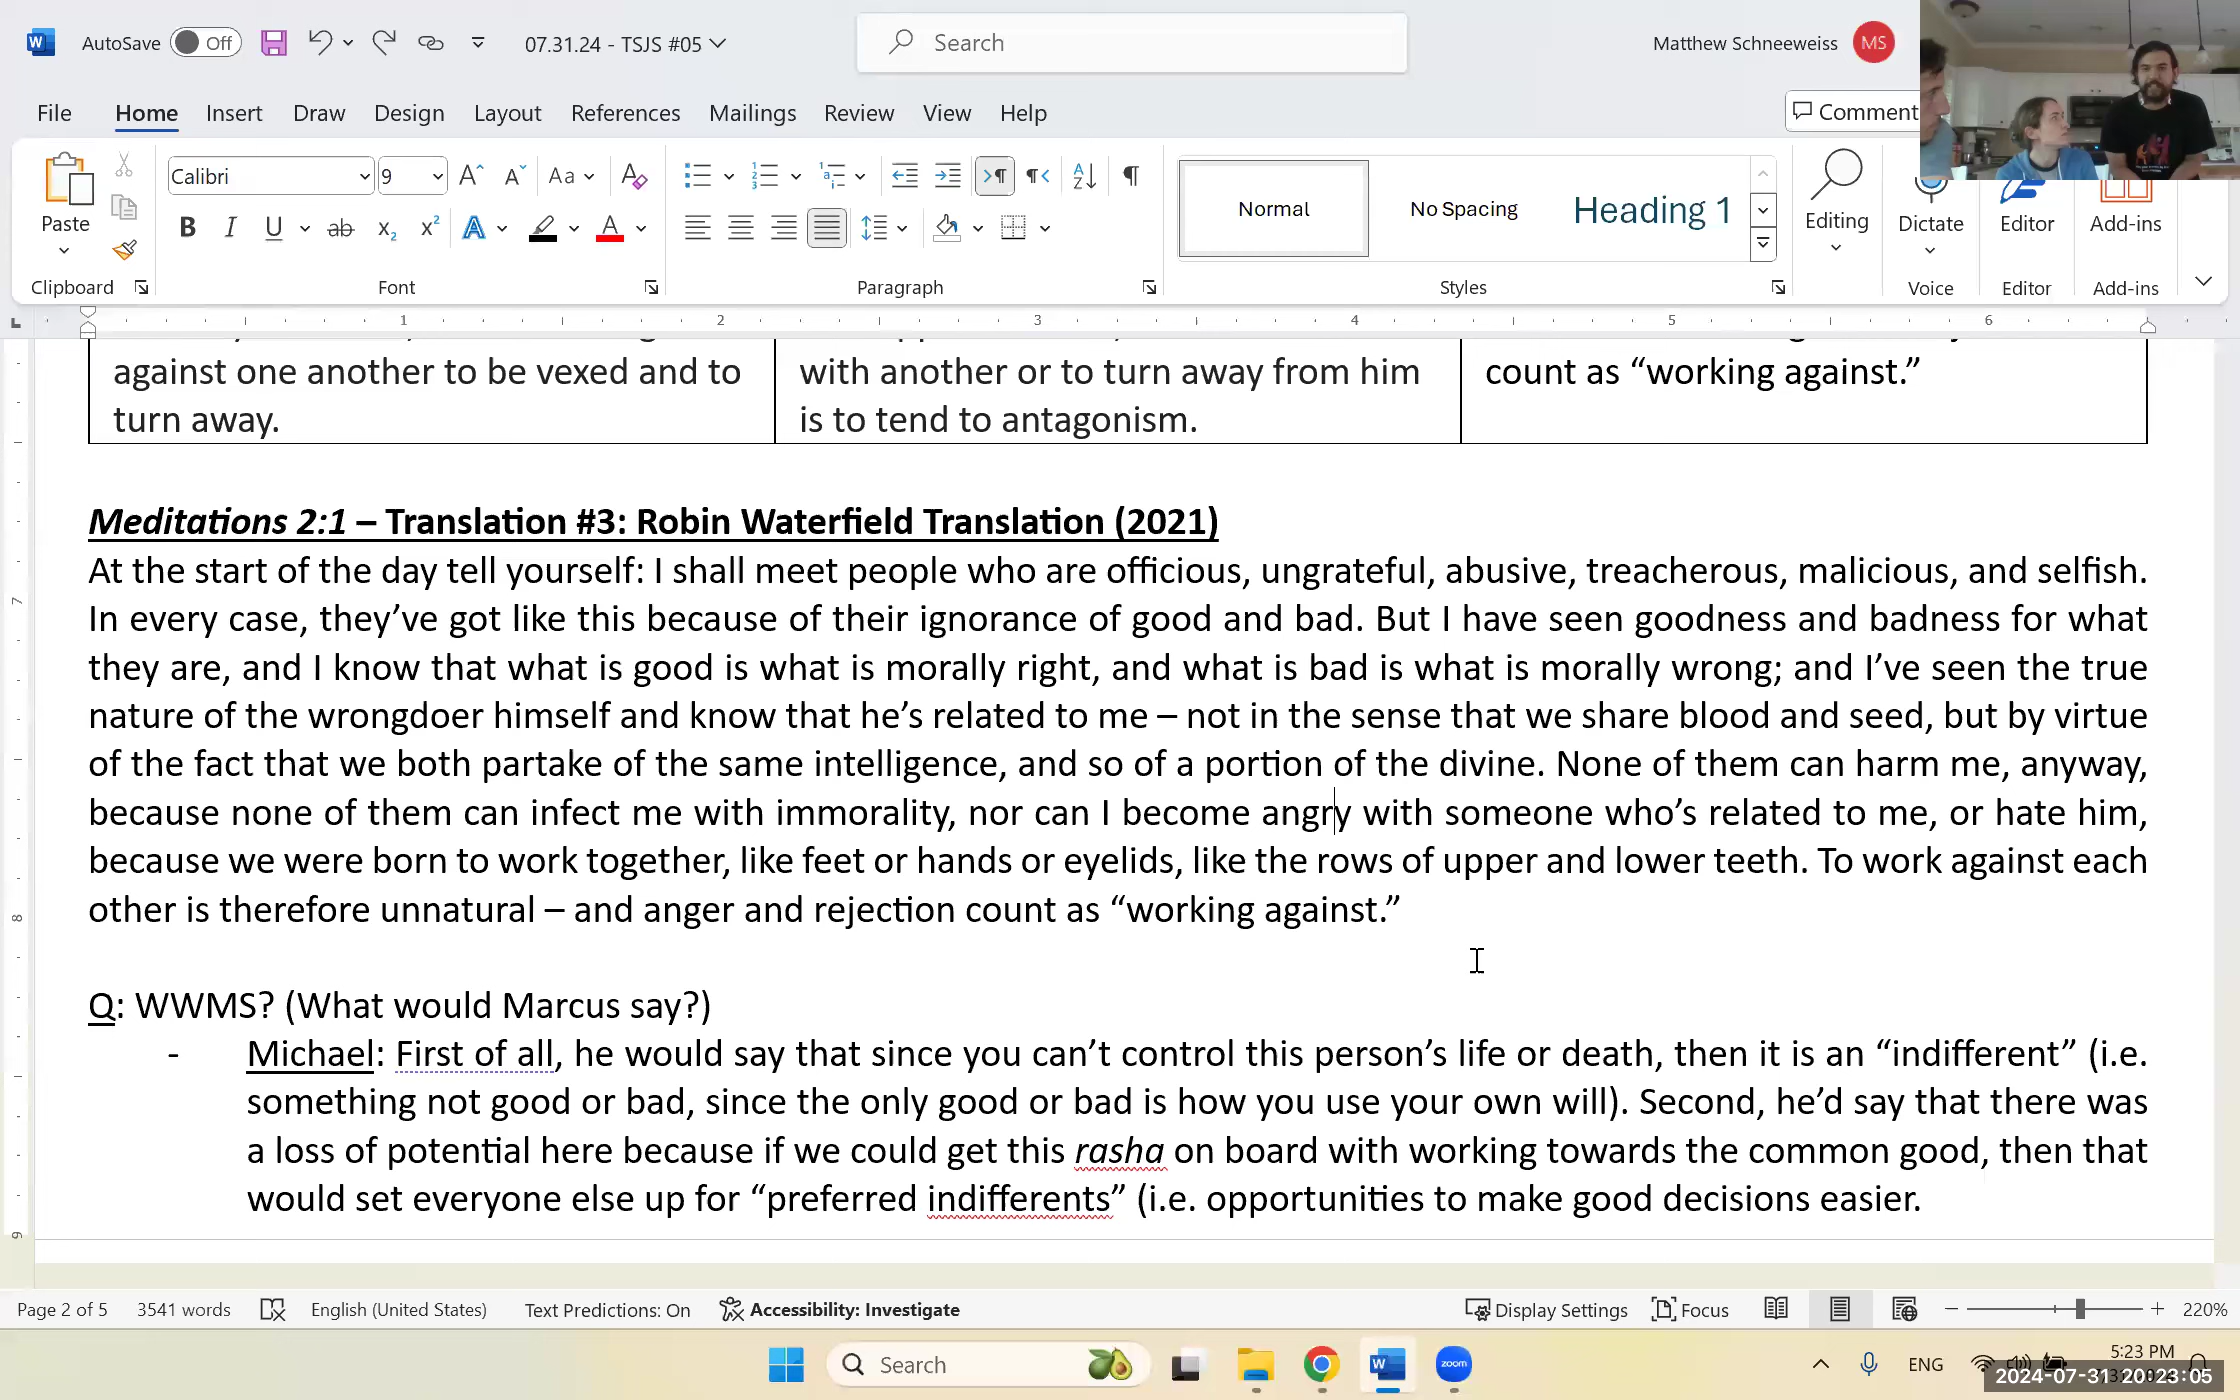 AutoSave Off 07.31.24 - TSJS #05 Search Matthew Schneeweiss MS
File Home Insert Draw Design Layout References Mailings Review View Help Comment
Paste Calibri 9 Normal No Spacing Heading 1 Editing Dictate Editor Add-ins
Clipboard Font Paragraph Styles Voice Editor Add-ins
1 2 3 4 5 6
against one another to be vexed and to
turn away.
with another or to turn away from him
is to tend to antagonism.
count as “working against.”
Meditations 2:1 – Translation #3: Robin Waterfield Translation (2021)
At the start of the day tell yourself: I shall meet people who are officious, ungrateful, abusive, treacherous, malicious, and selfish.
In every case, they’ve got like this because of their ignorance of good and bad. But I have seen goodness and badness for what
they are, and I know that what is good is what is morally right, and what is bad is what is morally wrong; and I’ve seen the true
nature of the wrongdoer himself and know that he’s related to me – not in the sense that we share blood and seed, but by virtue
of the fact that we both partake of the same intelligence, and so of a portion of the divine. None of them can harm me, anyway,
because none of them can infect me with immorality, nor can I become angry with someone who’s related to me, or hate him,
because we were born to work together, like feet or hands or eyelids, like the rows of upper and lower teeth. To work against each
other is therefore unnatural – and anger and rejection count as “working against.”
Q: WWMS? (What would Marcus say?)
- Michael: First of all, he would say that since you can’t control this person’s life or death, then it is an “indifferent” (i.e.
something not good or bad, since the only good or bad is how you use your own will). Second, he’d say that there was
a loss of potential here because if we could get this rasha on board with working towards the common good, then that
would set everyone else up for “preferred indifferents” (i.e. opportunities to make good decisions easier.
Page 2 of 5 3541 words English (United States) Text Predictions: On Accessibility: Investigate Display Settings Focus 220%
Search zoom ENG 5:23 PM
2024-07-31 20:23:05